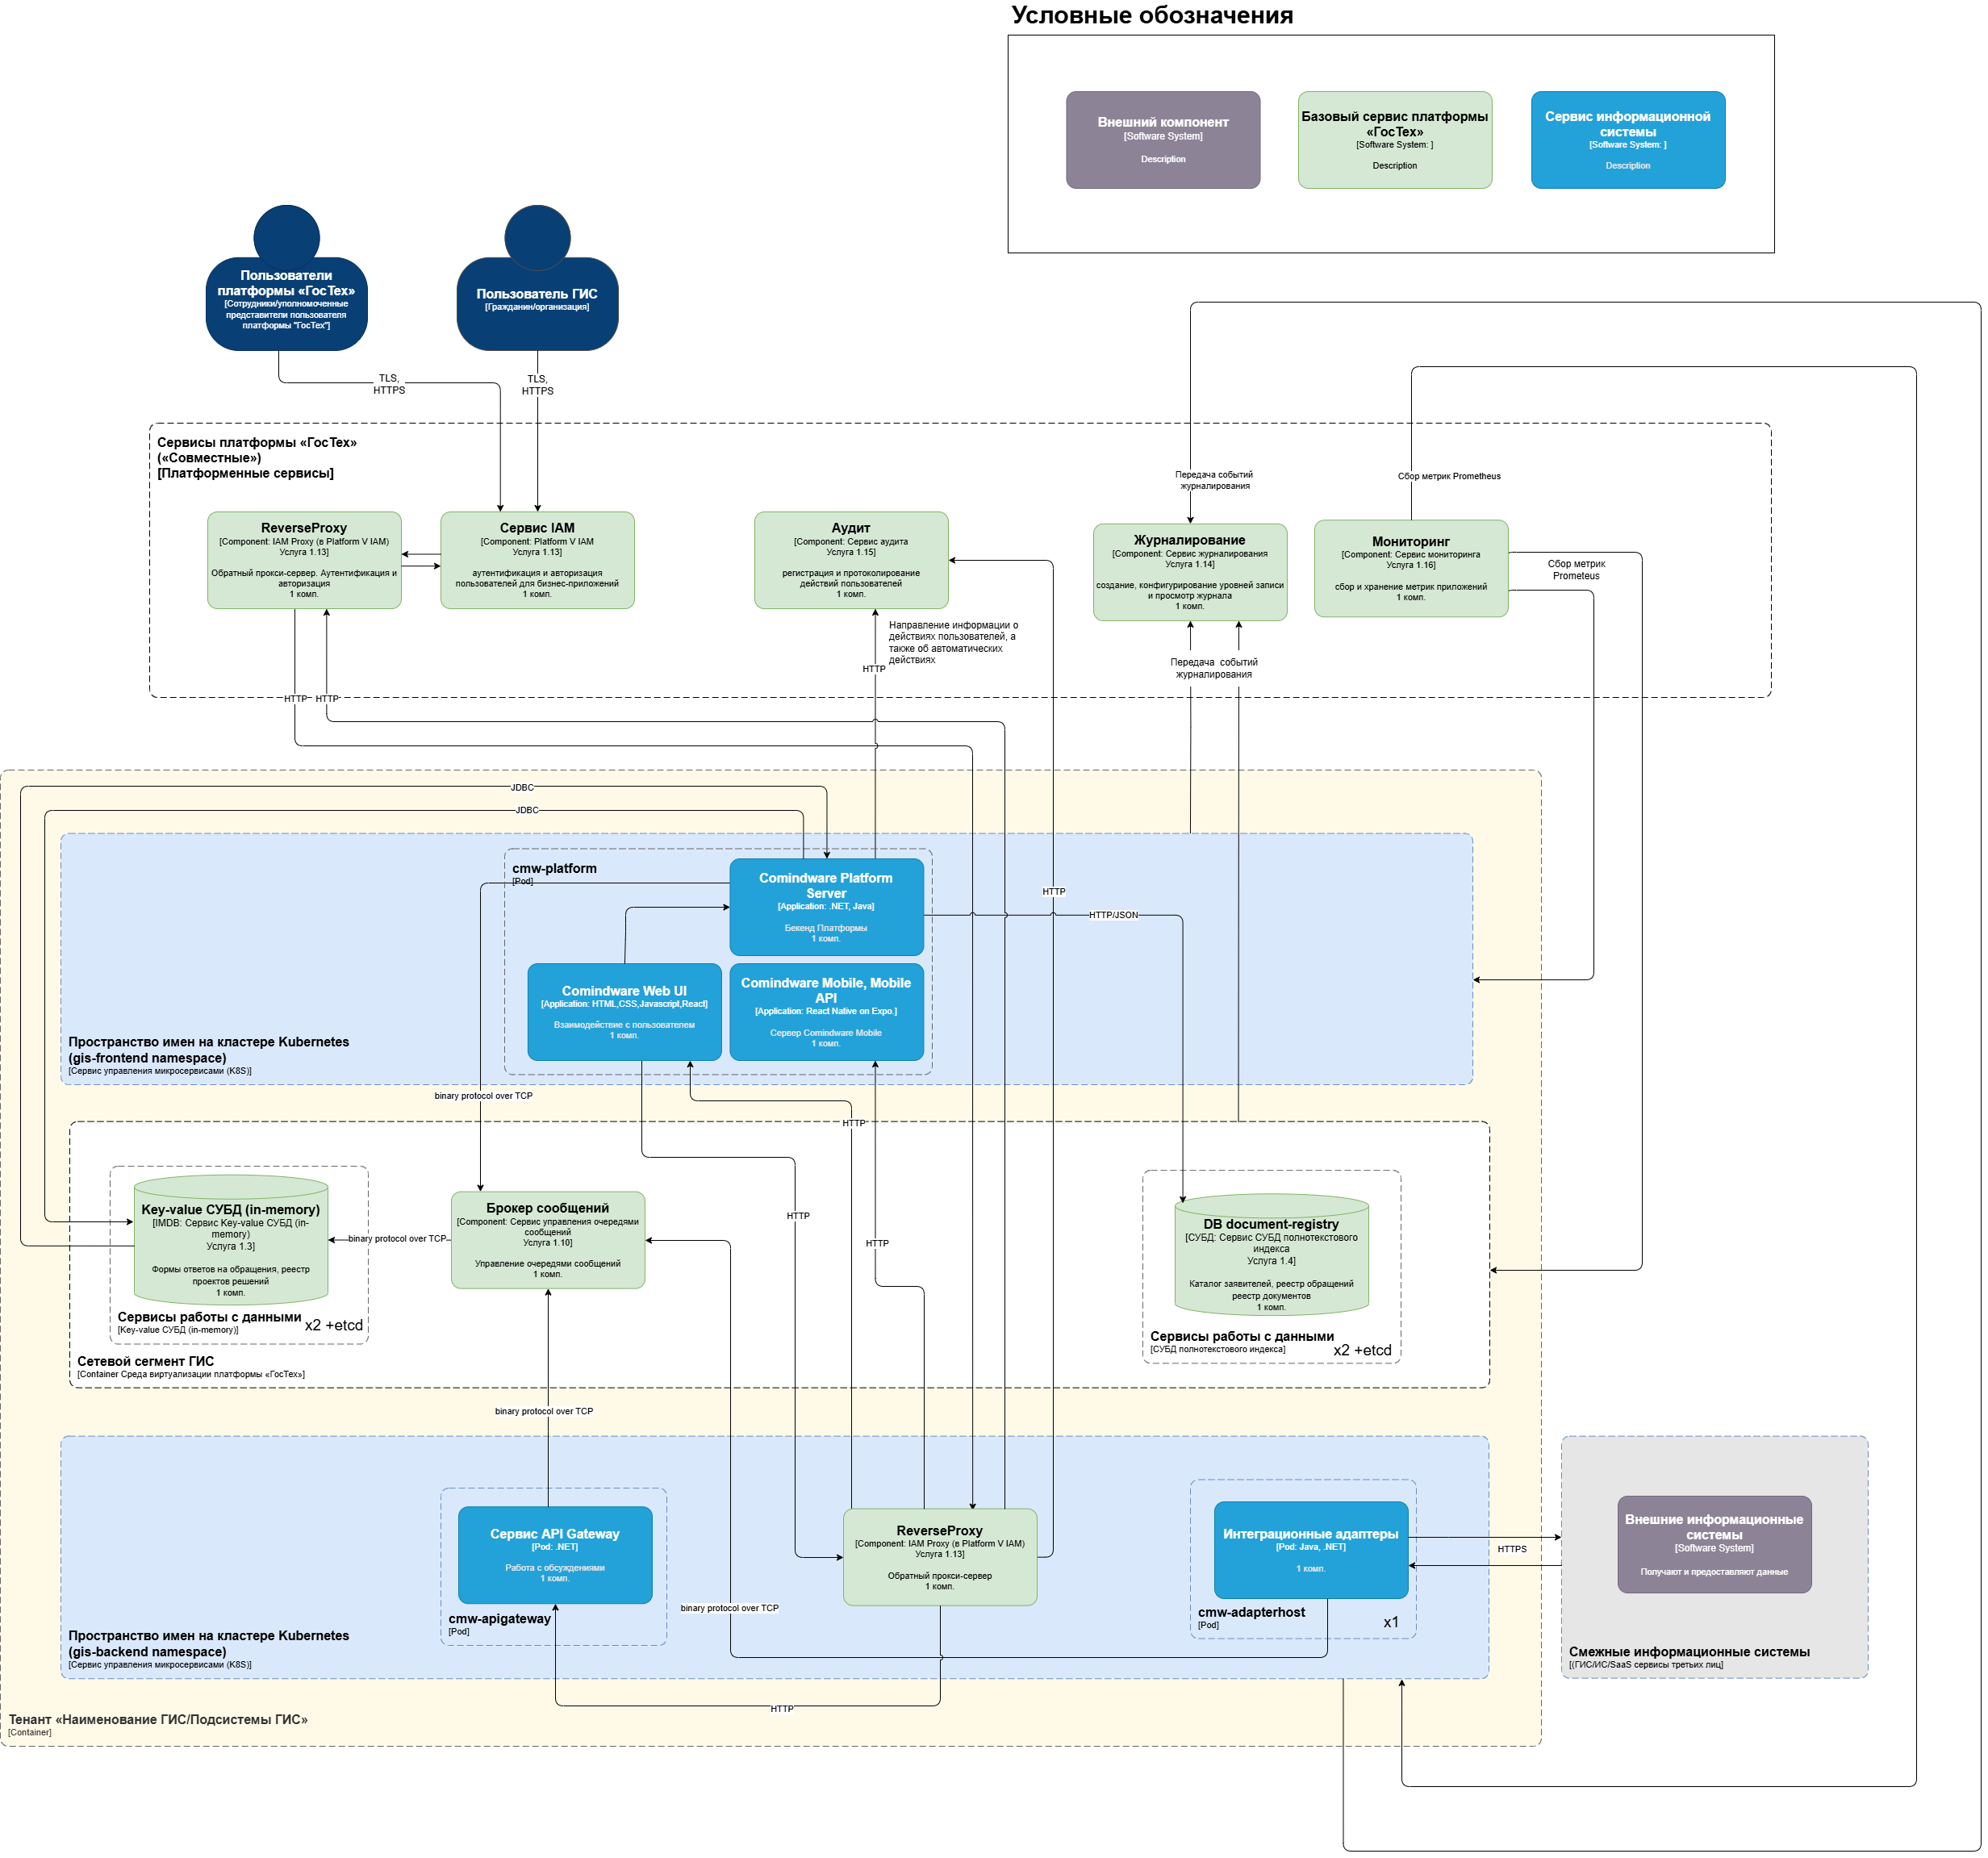 Условные обозначения
Внешний компонент
[Software System]
Description
Базовый сервис платформы
«ГосТех»
[Software System: ]
Description
Сервис информационной
системы
[Software System: ]
Description
Пользователи
платформы «ГосТех»
[Сотрудники/уполномоченные
представители пользователя
платформы "ГосТех"]
Пользователь ГИС
[Гражданин/организация]
TLS,
HTTPS
TLS,
HTTPS
Сервисы платформы «ГосТех»
(«Совместные»)
[Платформенные сервисы]
Передача событий
журналирования
Сбор метрик Prometheus
ReverseProxy
[Component: IAM Proxy (в Platform V IAM)
Услуга 1.13]
Обратный прокси-сервер. Аутентификация и
авторизация
1 комп.
Сервис IAM
[Component: Platform V IAM
Услуга 1.13]
аутентификация и авторизация
пользователей для бизнес-приложений
1 комп.
Аудит
[Component: Сервис аудита
Услуга 1.15]
регистрация и протоколирование
действий пользователей
1 комп.
Журналирование
[Component: Сервис журналирования
Услуга 1.14]
создание, конфигурирование уровней записи
и просмотр журнала
1 комп.
Мониторинг
[Component: Сервис мониторинга
Услуга 1.16]
сбор и хранение метрик приложений
1 комп.
Сбор метрик
Prometeus
Направление информации о
действиях пользователей, а
также об автоматических
действиях
HTTP
Передача  событий
журналирования
HTTP
HTTP
JDBC
JDBC
cmw-platform
[Pod]
Comindware Platform
Server
[Application: .NET, Java]
Бекенд Платформы
1 комп.
HTTP
HTTP/JSON
Comindware Web UI
[Application: HTML,CSS,Javascript,React]
Взаимодействие с пользователем
1 комп.
Comindware Mobile, Mobile
API
[Application: React Native on Expo.]
Сервер Comindware Mobile
1 комп.
Пространство имен на кластере Kubernetes
(gis-frontend namespace)
[Сервис управления микросервисами (K8S)]
binary protocol over TCP
HTTP
Key-value СУБД (in-memory)
[IMDB: Сервис Key-value СУБД (in-
memory)
Услуга 1.3]
Формы ответов на обращения, реестр
проектов решений
1 комп.
Сервисы работы с данными
[Key-value СУБД (in-memory)]
x2 +etcd
binary protocol over TCP
Брокер сообщений
[Component: Сервис управления очередями
сообщений
Услуга 1.10]
Управление очередями сообщений
1 комп.
HTTP
HTTP
DB document-registry
[СУБД: Сервис СУБД полнотекстового
индекса
Услуга 1.4]
Каталог заявителей, реестр обращений
реестр документов
1 комп.
Сервисы работы с данными
[СУБД полнотекстового индекса]
x2 +etcd
Сетевой сегмент ГИС
[Container Среда виртуализации платформы «ГосТех»]
binary protocol over TCP
Сервис API Gateway
[Pod: .NET]
Работа с обсуждениями
1 комп.
cmw-apigateway
[Pod]
ReverseProxy
[Component: IAM Proxy (в Platform V IAM)
Услуга 1.13]
Обратный прокси-сервер
1 комп.
binary protocol over TCP
Интеграционные адаптеры
[Pod: Java, .NET]
1 комп.
cmw-adapterhost
[Pod]
x1
HTTPS
Внешние информационные
системы
[Software System]
Получают и предоставляют данные
Смежные информационные системы
[(ГИС/ИС/SaaS сервисы третьих лиц]
Пространство имен на кластере Kubernetes
(gis-backend namespace)
[Сервис управления микросервисами (K8S)]
HTTP
Тенант «Наименование ГИС/Подсистемы ГИС»
[Container]